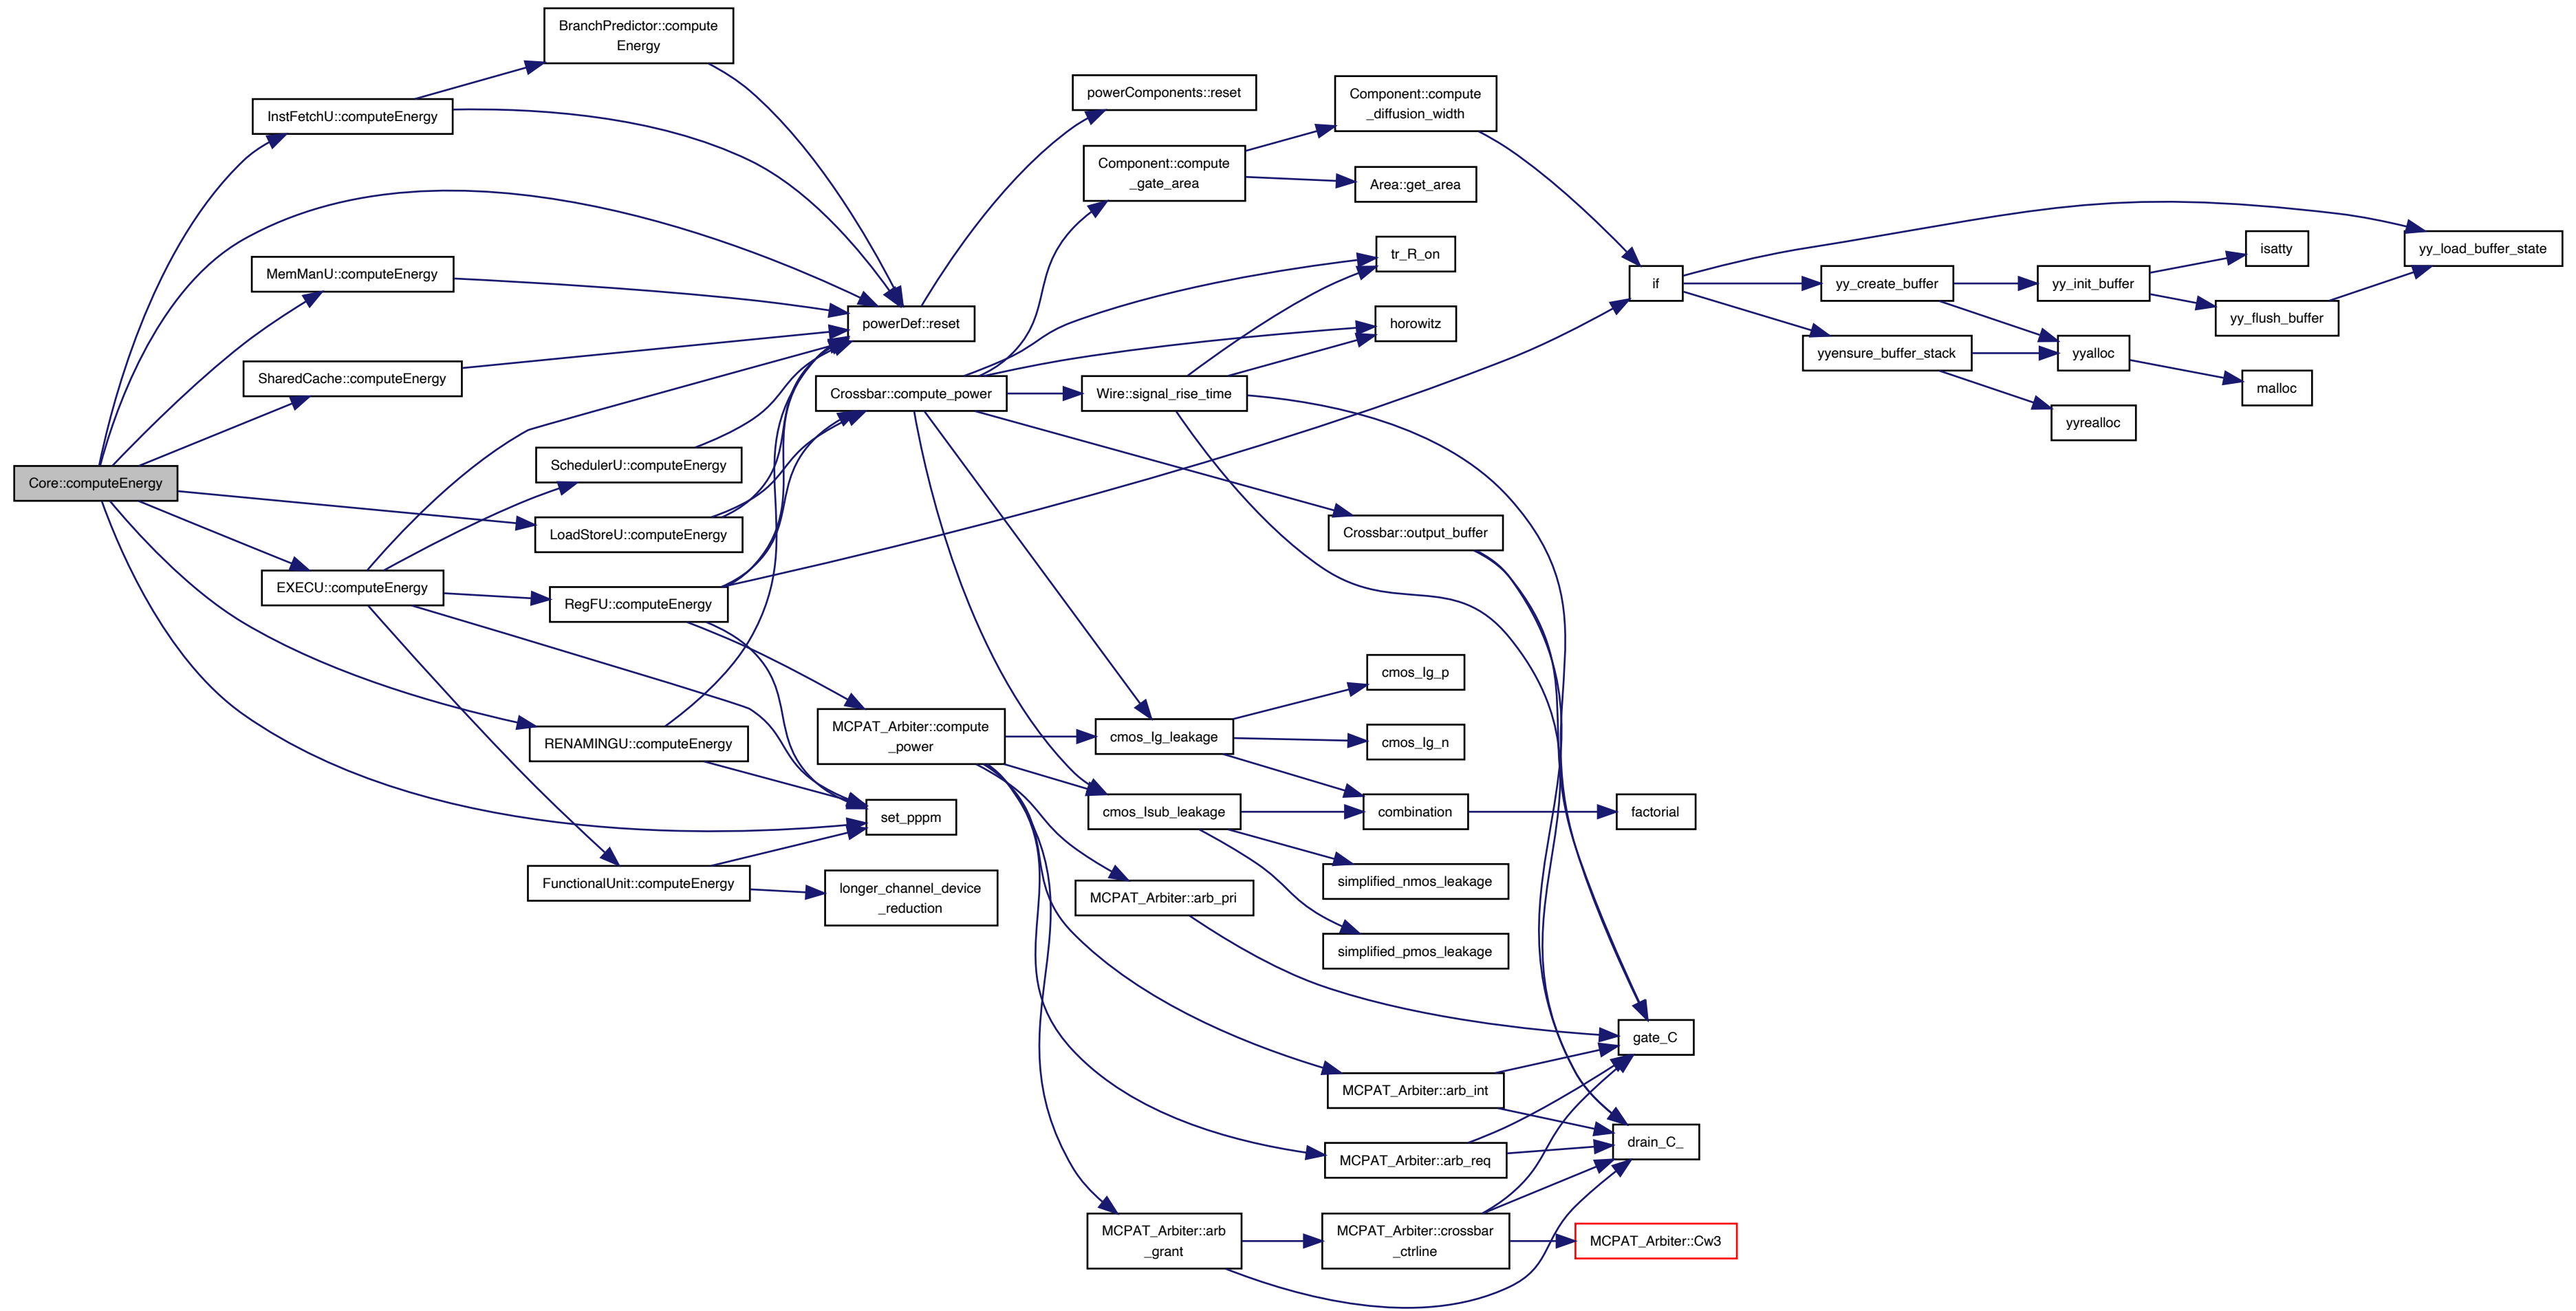 BranchPredictor::compute
Energy
InstFetchU::computeEnergy
powerComponents::reset
Component::compute
_diffusion_width
Component::compute
_gate_area
Area::get_area
MemManU::computeEnergy
tr_R_on
if
yy_create_buffer
yy_init_buffer
isatty
yy_load_buffer_state
powerDef::reset
horowitz
yy_flush_buffer
SharedCache::computeEnergy
Crossbar::compute_power
Wire::signal_rise_time
yyensure_buffer_stack
yyalloc
malloc
yyrealloc
Core::computeEnergy
SchedulerU::computeEnergy
LoadStoreU::computeEnergy
Crossbar::output_buffer
EXECU::computeEnergy
RegFU::computeEnergy
cmos_Ig_p
MCPAT_Arbiter::compute
_power
RENAMINGU::computeEnergy
cmos_Ig_leakage
cmos_Ig_n
set_pppm
cmos_Isub_leakage
combination
factorial
FunctionalUnit::computeEnergy
longer_channel_device
_reduction
MCPAT_Arbiter::arb_pri
simplified_nmos_leakage
simplified_pmos_leakage
gate_C
MCPAT_Arbiter::arb_int
drain_C_
MCPAT_Arbiter::arb_req
MCPAT_Arbiter::arb
_grant
MCPAT_Arbiter::crossbar
_ctrline
MCPAT_Arbiter::Cw3